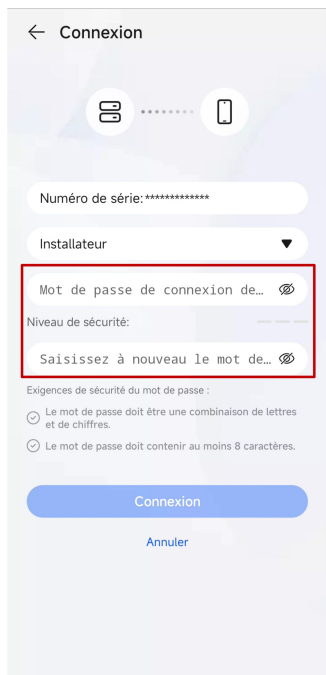 Connexion
Numéro de série:*************
Installateur
Mot de passe de connexion de…
Niveau de sécurité:
Saisissez à nouveau le mot de…
Exigences de sécurité du mot de passe :
Le mot de passe doit être une combinaison de lettres
et de chiffres.
Le mot de passe doit contenir au moins 8 caractères.
Connexion
Annuler